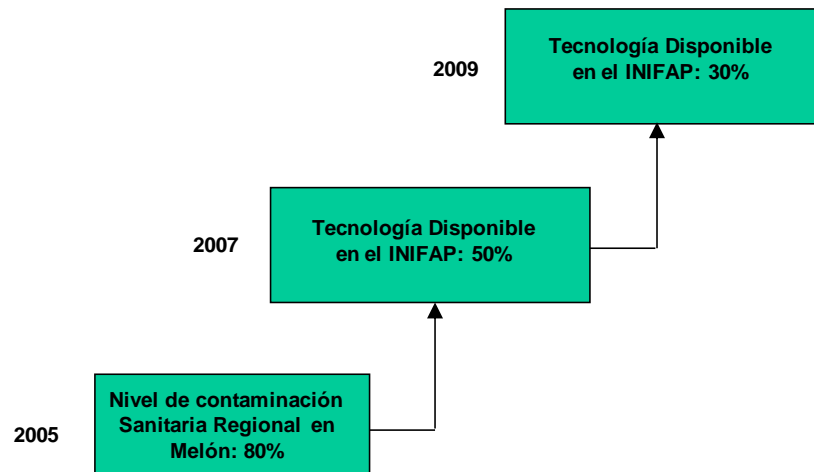 Tecnología Disponible
en el INIFAP: 30%
2009
Tecnología Disponible
en el INIFAP: 50%
2007
Nivel de contaminación
Sanitaria Regional en
Melón: 80%
2005